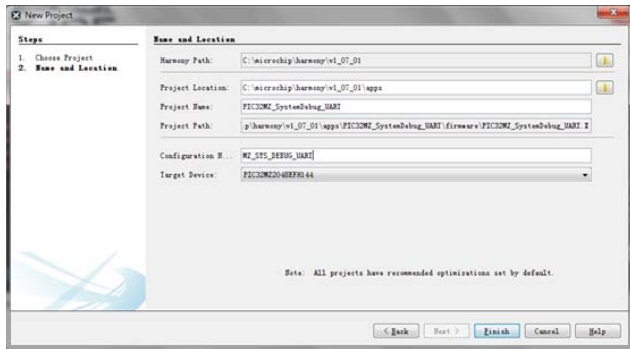 New Project
Steps
1. Choose Project
2. Name and Location
Name and Location
Harmony Path: C:\microchip\harmony\v1_07_01
Project Location: C:\microchip\harmony\v1_07_01\apps
Project Name: PIC32MZ_SystemDebug_UART
Project Path: p\harmony\v1_07_01\apps\PIC32MZ_SystemDebug_UART\firmware\PIC32MZ_SystemDebug_UART.X
Configuration N... MZ_SYS_DEBUG_UART
Target Device: PIC32MZ2048EFH144
Note: All projects have recommended optimizations set by default.
< Back Next > Finish Cancel Help